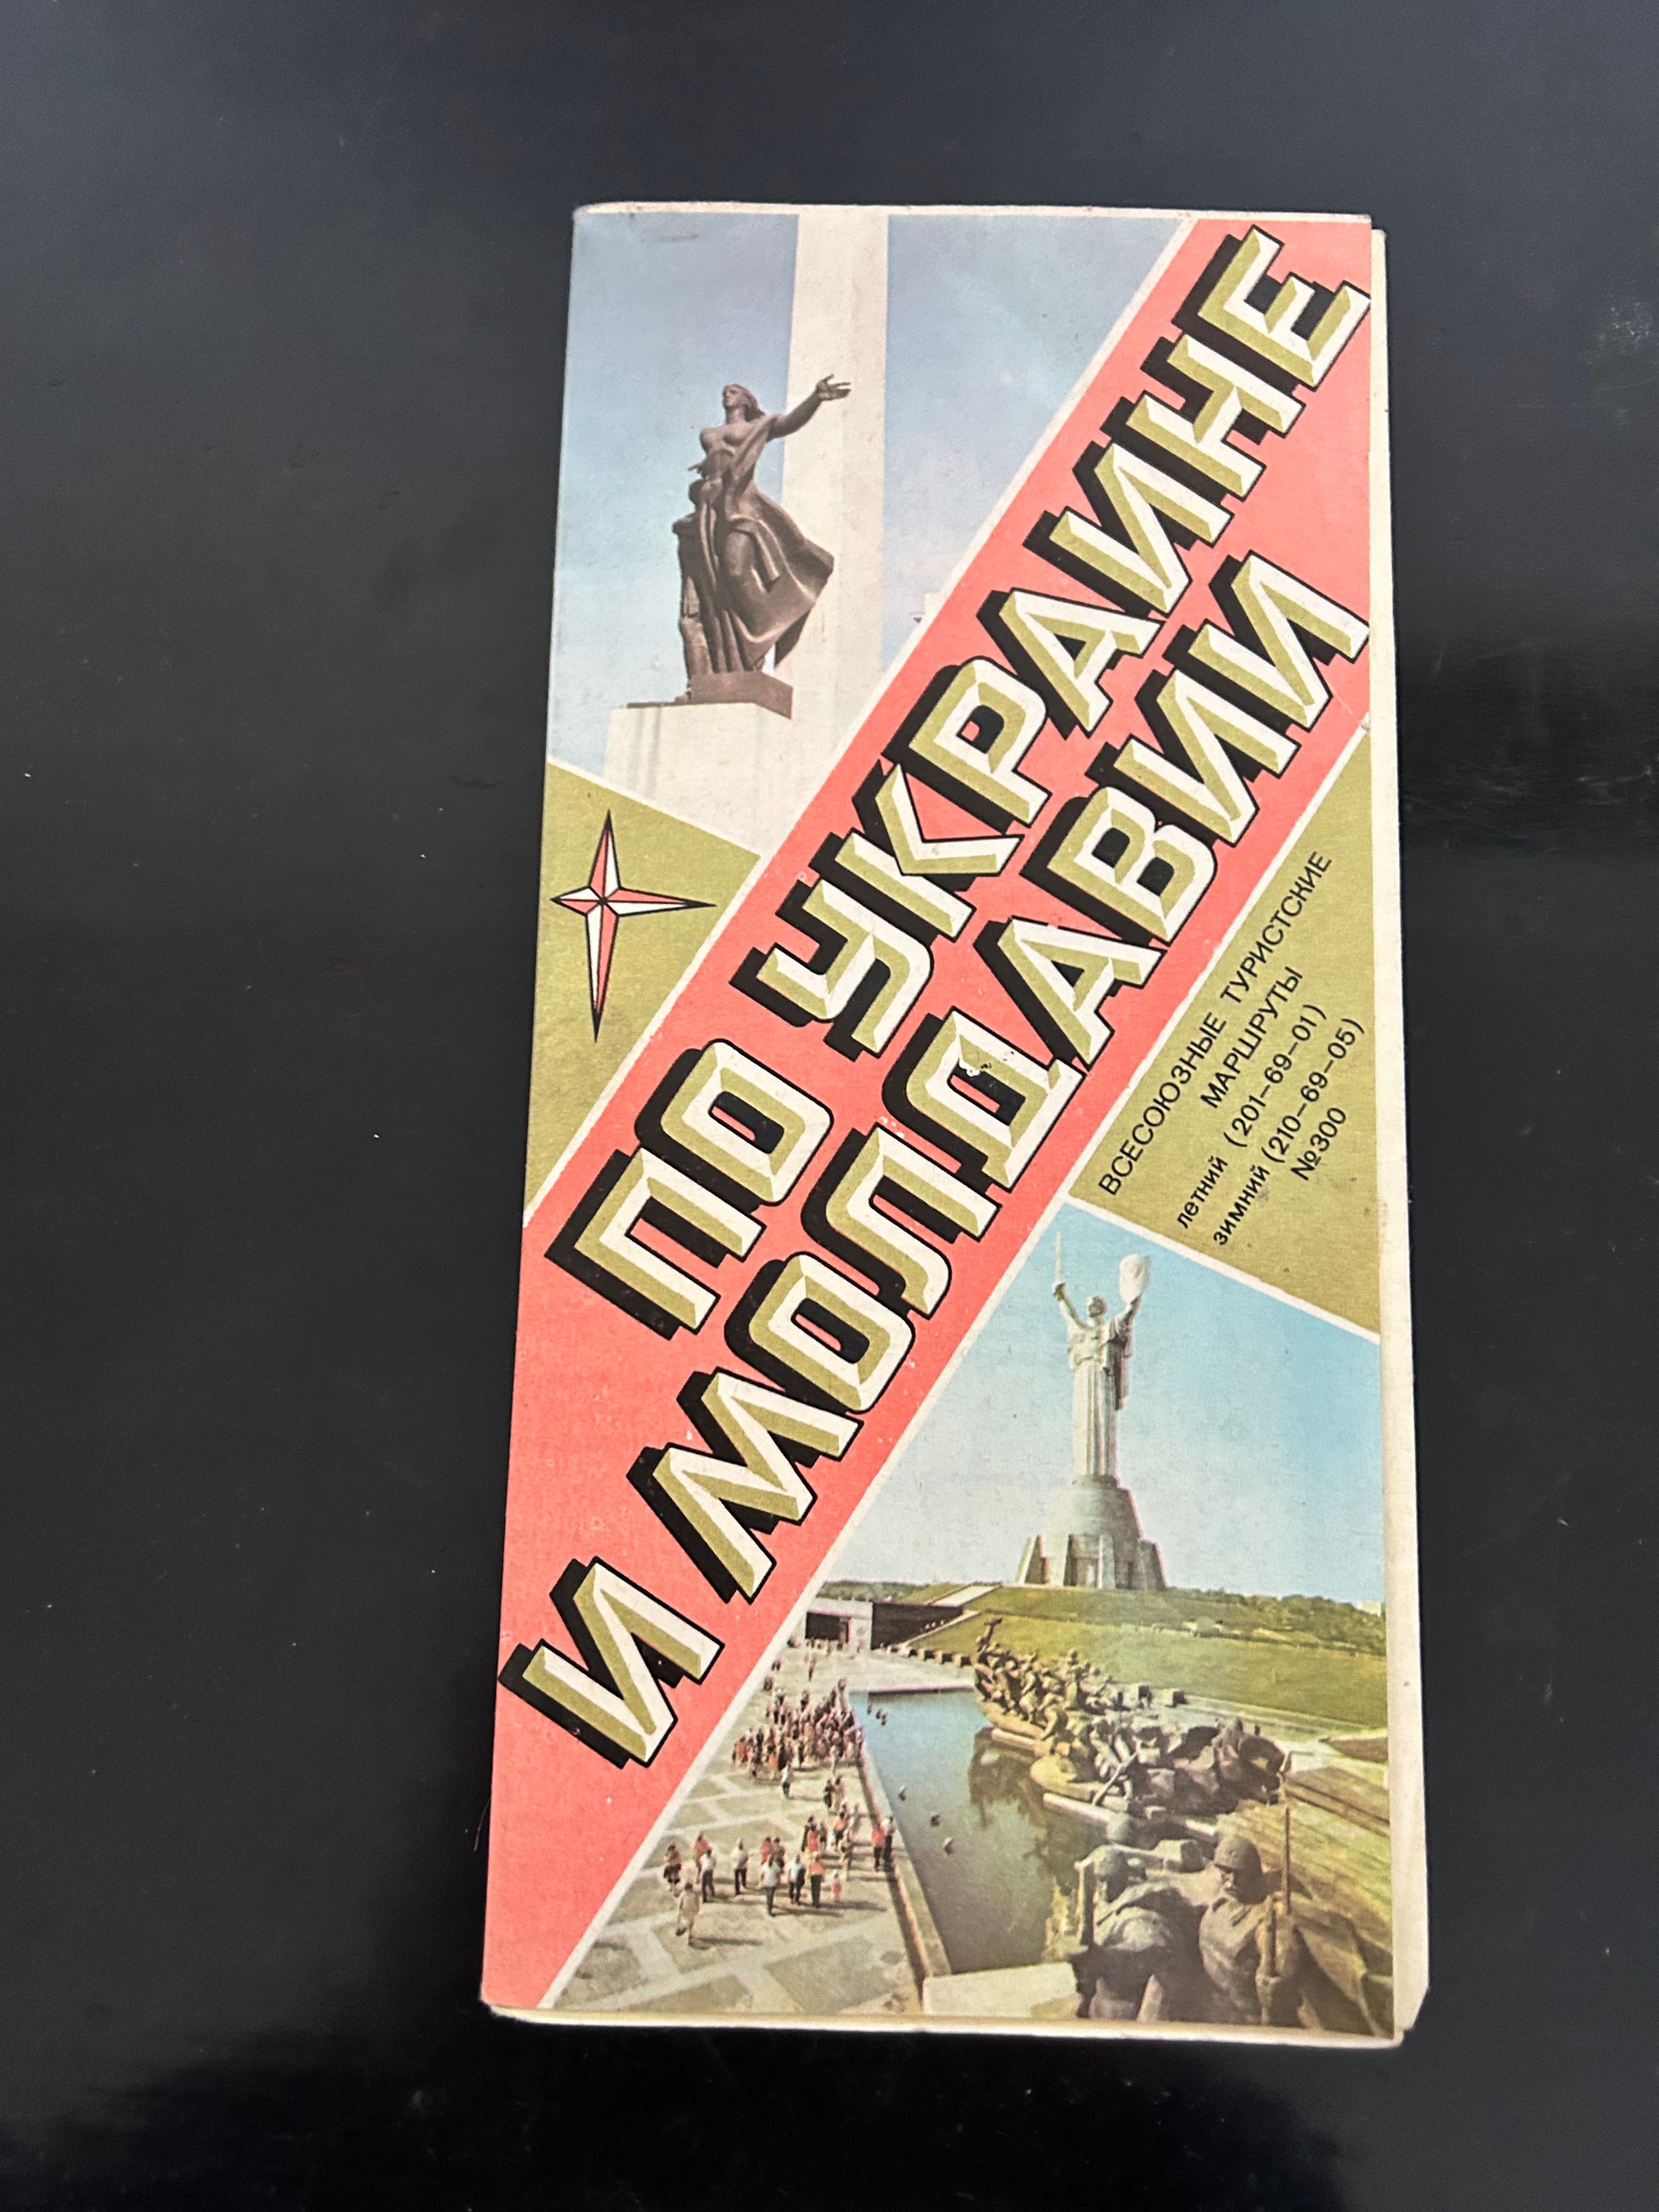 ПО УКРАИНЕ
И МОЛДАВИИ
ВСЕСОЮЗНЫЕ ТУРИСТСКИЕ
МАРШРУТЫ
летний (201–69–01)
зимний (210–69–05)
№300